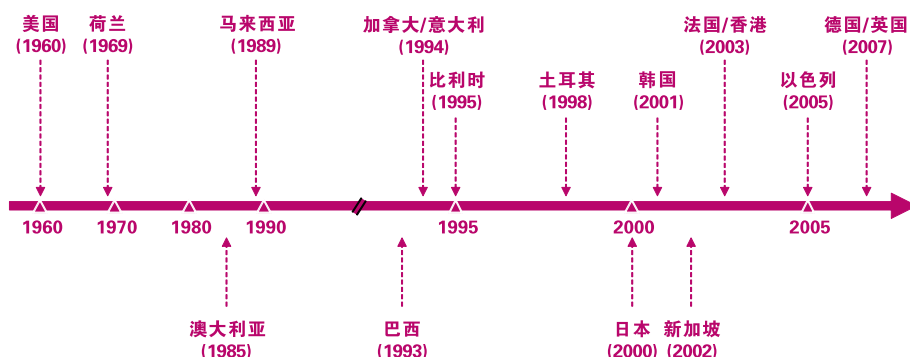 美国
(1960)
荷兰
(1969)
马来西亚
(1989)
加拿大/意大利
(1994)
比利时
(1995)
土耳其
(1998)
韩国
(2001)
法国/香港
(2003)
以色列
(2005)
德国/英国
(2007)
1960
1970
1980
1990
1995
2000
2005
澳大利亚
(1985)
巴西
(1993)
日本
(2000)
新加坡
(2002)